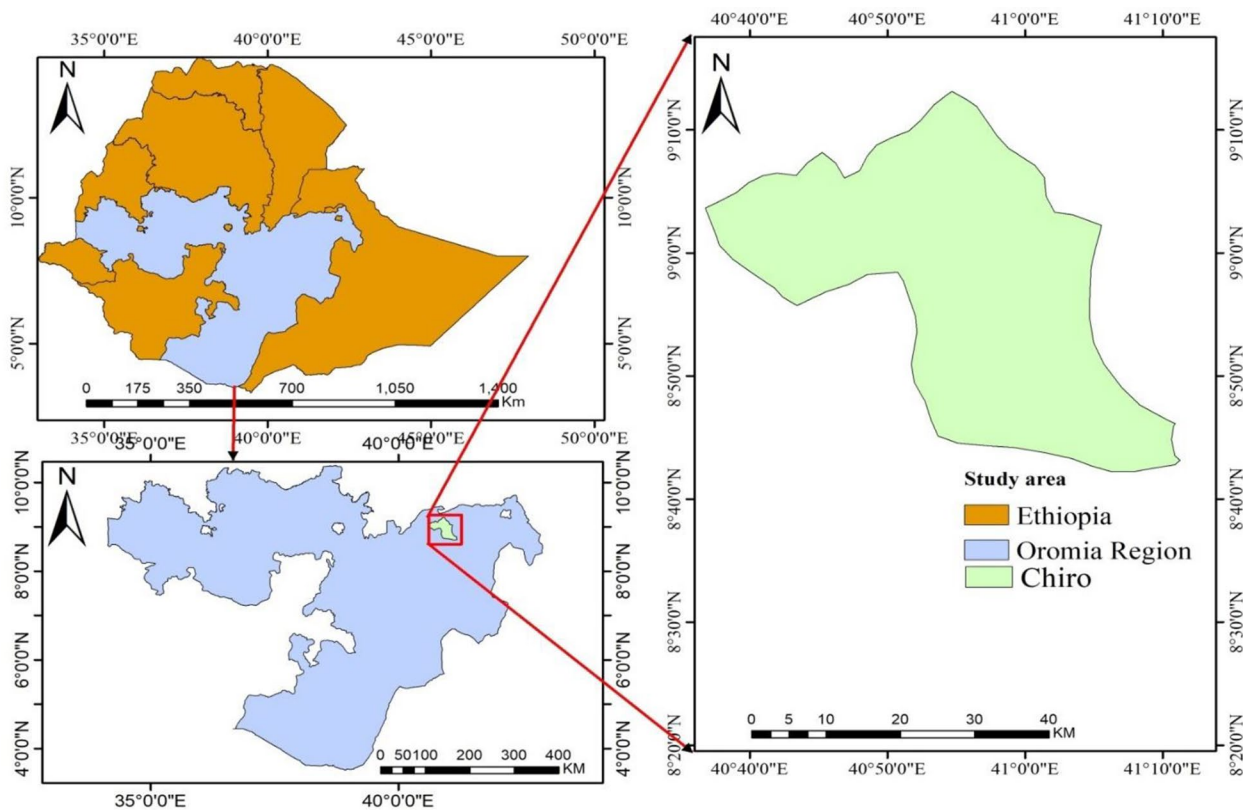 35°0'0"E 40°0'0"E 45°0'0"E 50°0'0"E
N
10°0'0"N
5°0'0"N
10°0'0"N
5°0'0"N
0 175 350 700 1,050 1,400
Km
35°0'0"E 40°0'0"E 45°0'0"E 50°0'0"E
35°0'0"E 40°0'0"E
N
10°0'0"N
8°0'0"N
6°0'0"N
4°0'0"N
10°0'0"N
8°0'0"N
6°0'0"N
4°0'0"N
0 50100 200 300 400
KM
35°0'0"E 40°0'0"E
40°40'0"E 40°50'0"E 41°0'0"E 41°10'0"E
N
9°10'0"N
9°0'0"N
8°50'0"N
8°40'0"N
8°30'0"N
8°20'0"N
9°10'0"N
9°0'0"N
8°50'0"N
8°40'0"N
8°30'0"N
8°20'0"N
Study area
Ethiopia
Oromia Region
Chiro
0 5 10 20 30 40
KM
40°40'0"E 40°50'0"E 41°0'0"E 41°10'0"E